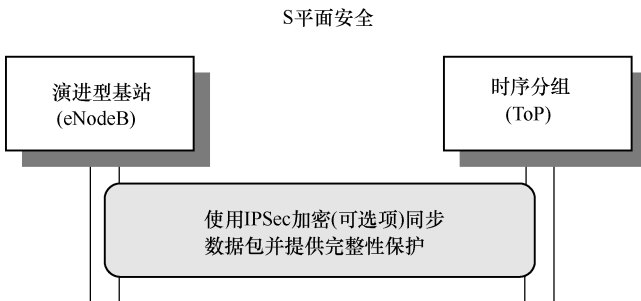 S平面安全
演进型基站
(eNodeB)
时序分组
(ToP)
使用IPSec加密(可选项)同步
数据包并提供完整性保护